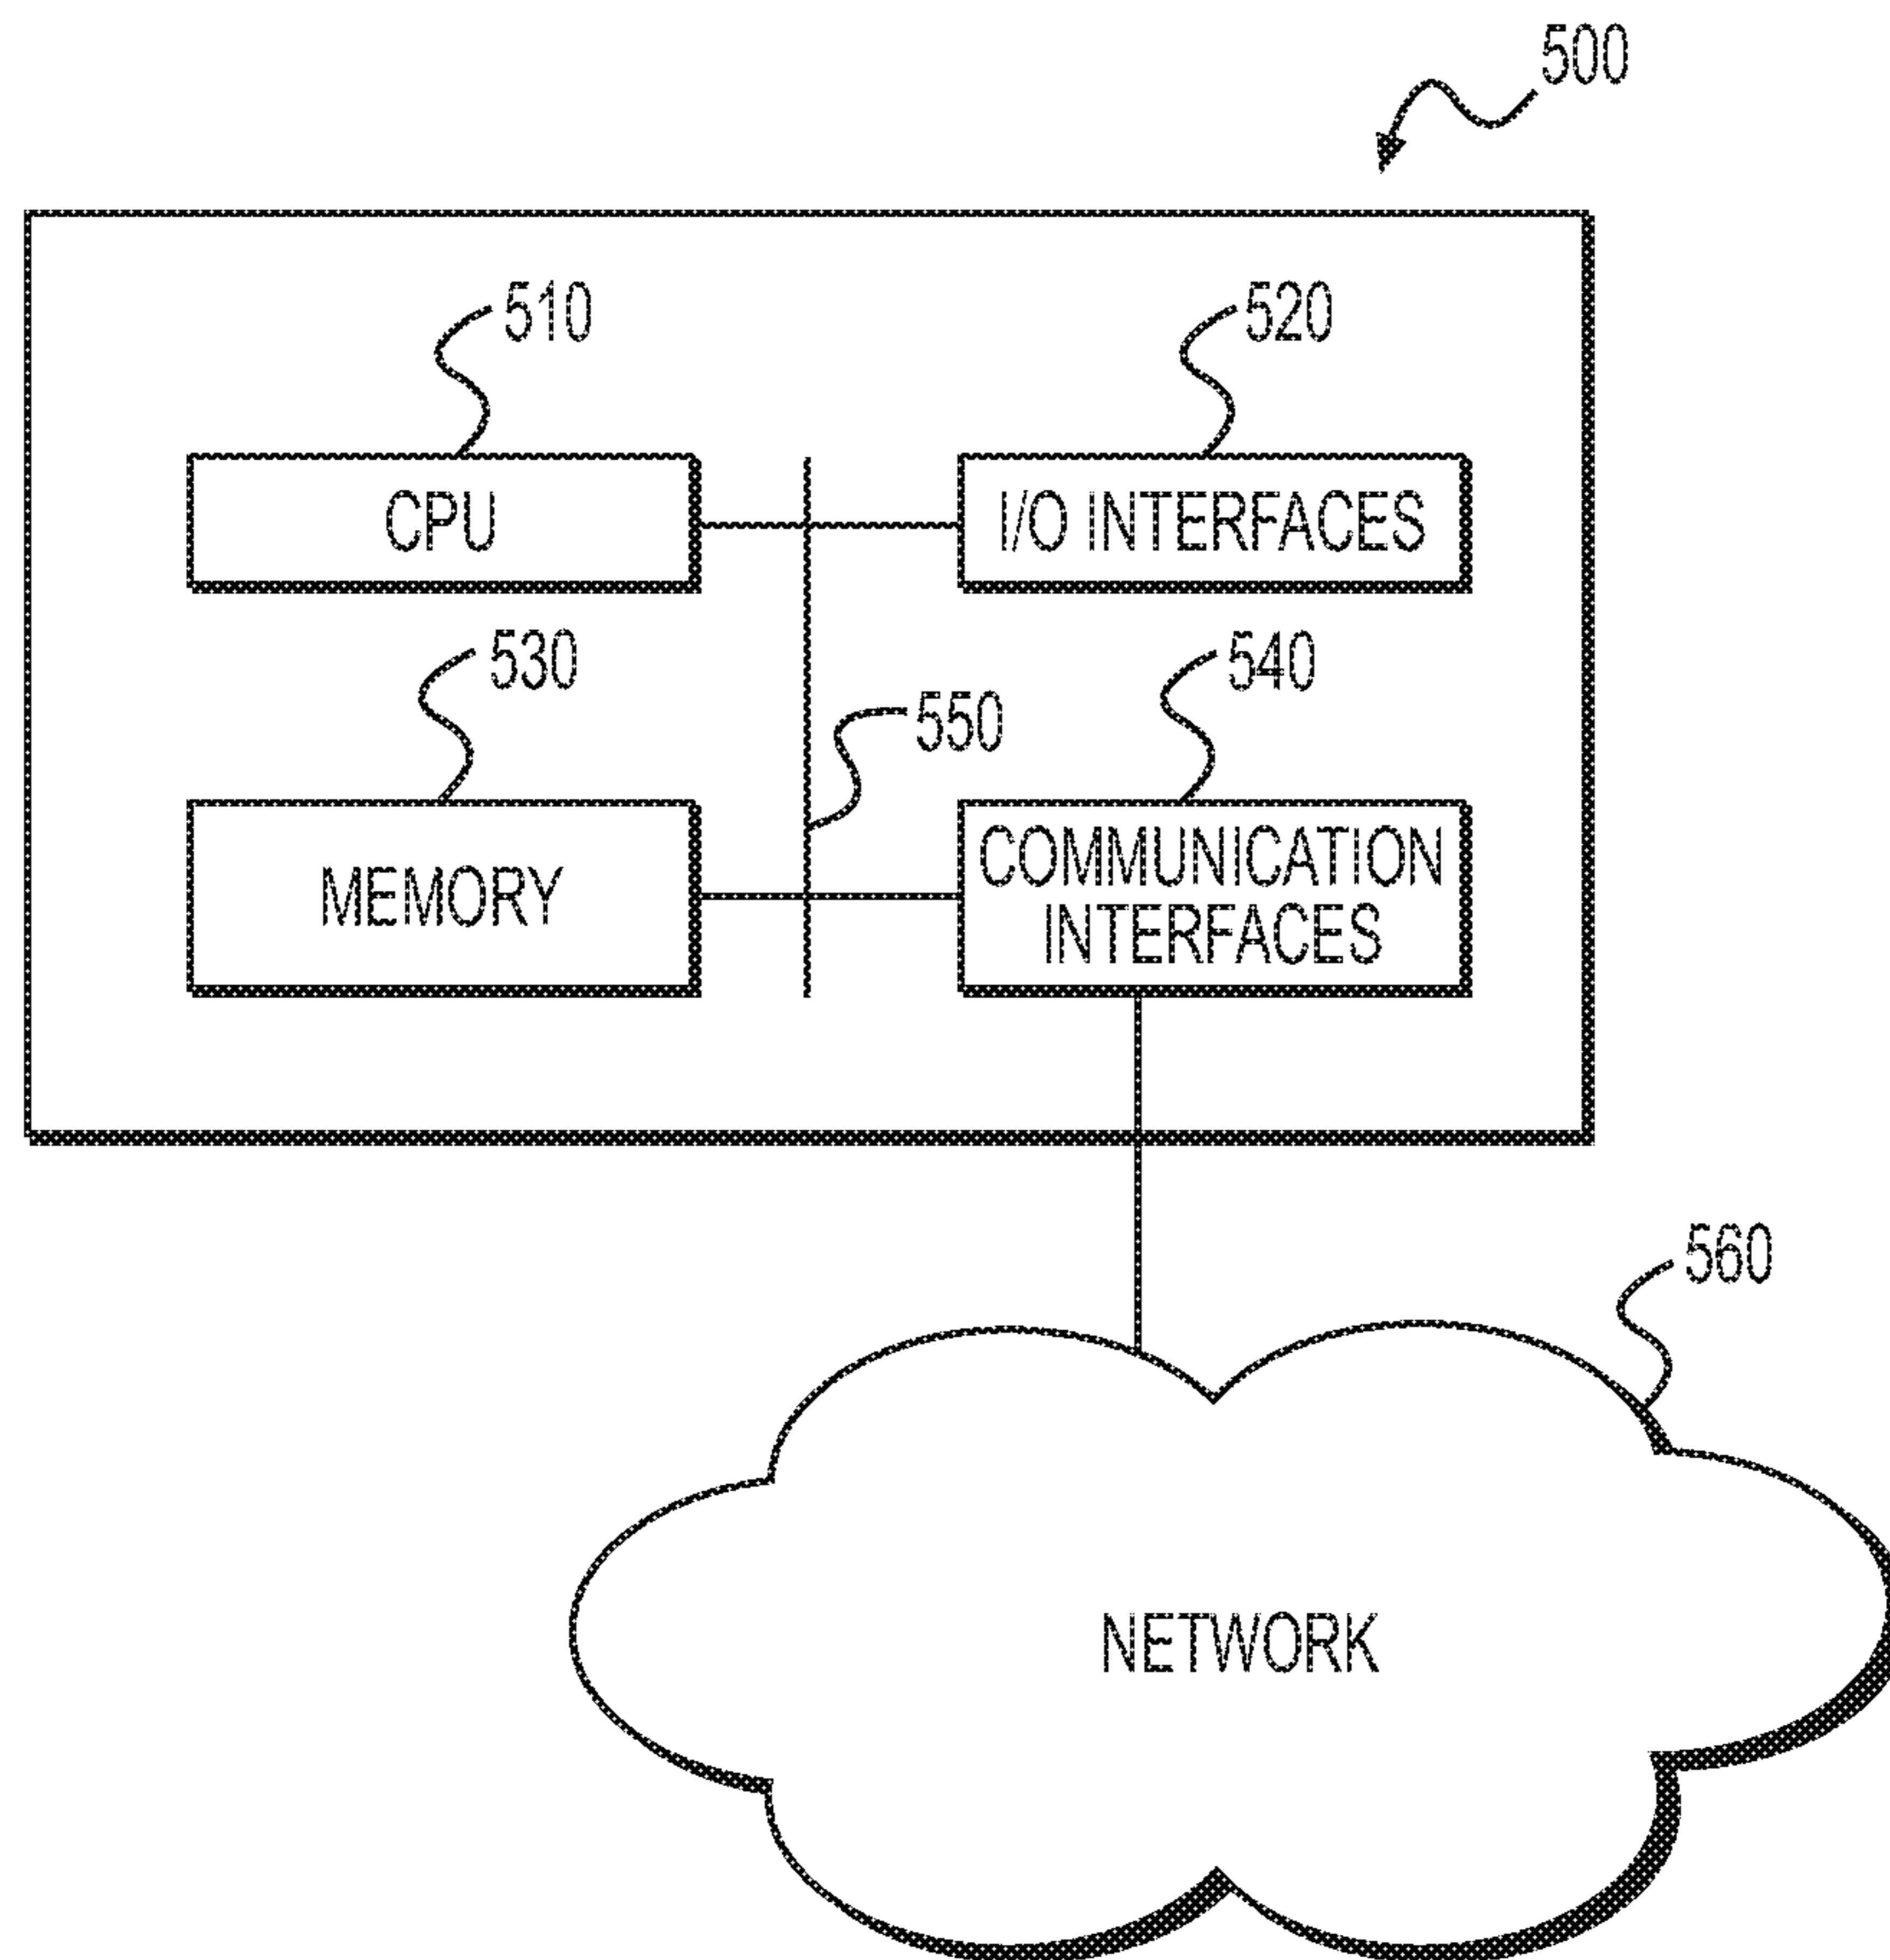 500
510
520
CPU
I/O INTERFACES
530
540
550
MEMORY
COMMUNICATION
INTERFACES
560
NETWORK